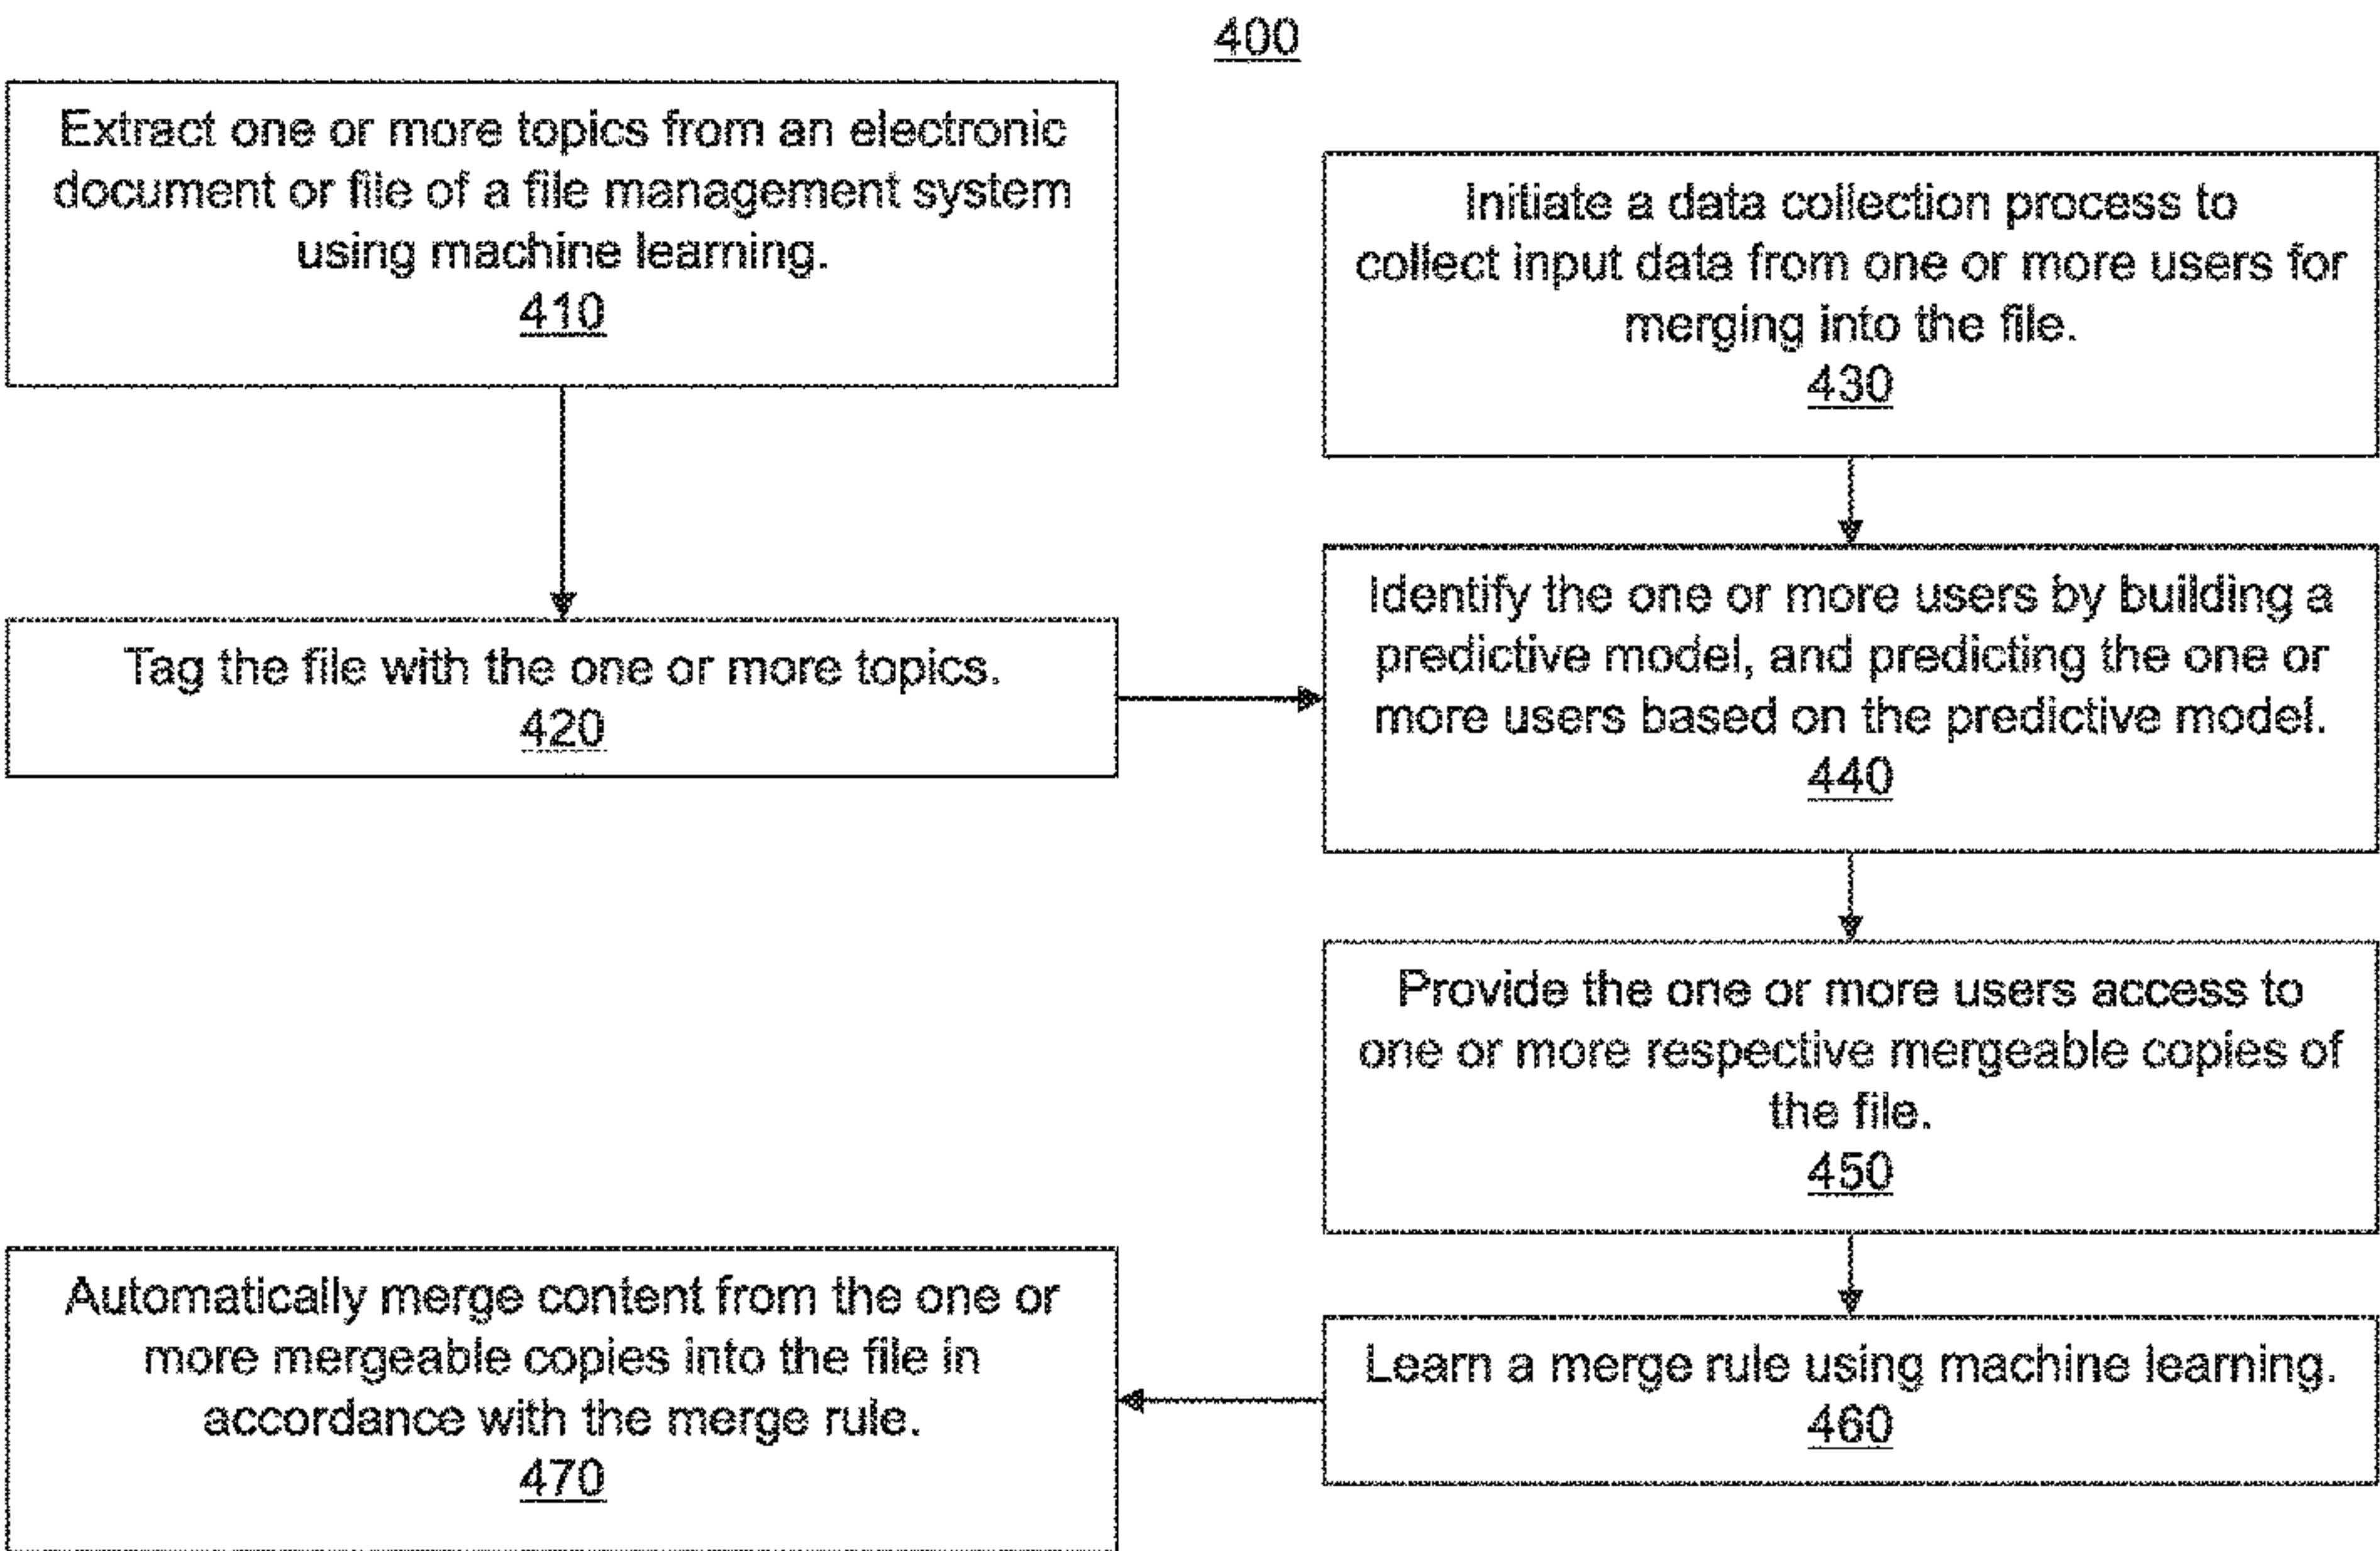 400
Extract one or more topics from an electronic
document or file of a file management system
using machine learning.
410
Initiate a data collection process to
collect input data from one or more users for
merging into the file.
430
Tag the file with the one or more topics.
420
Identify the one or more users by building a
predictive model, and predicting the one or
more users based on the predictive model.
440
Provide the one or more users access to
one or more respective mergeable copies of
the file.
450
Learn a merge rule using machine learning.
460
Automatically merge content from the one or
more mergeable copies into the file in
accordance with the merge rule.
470